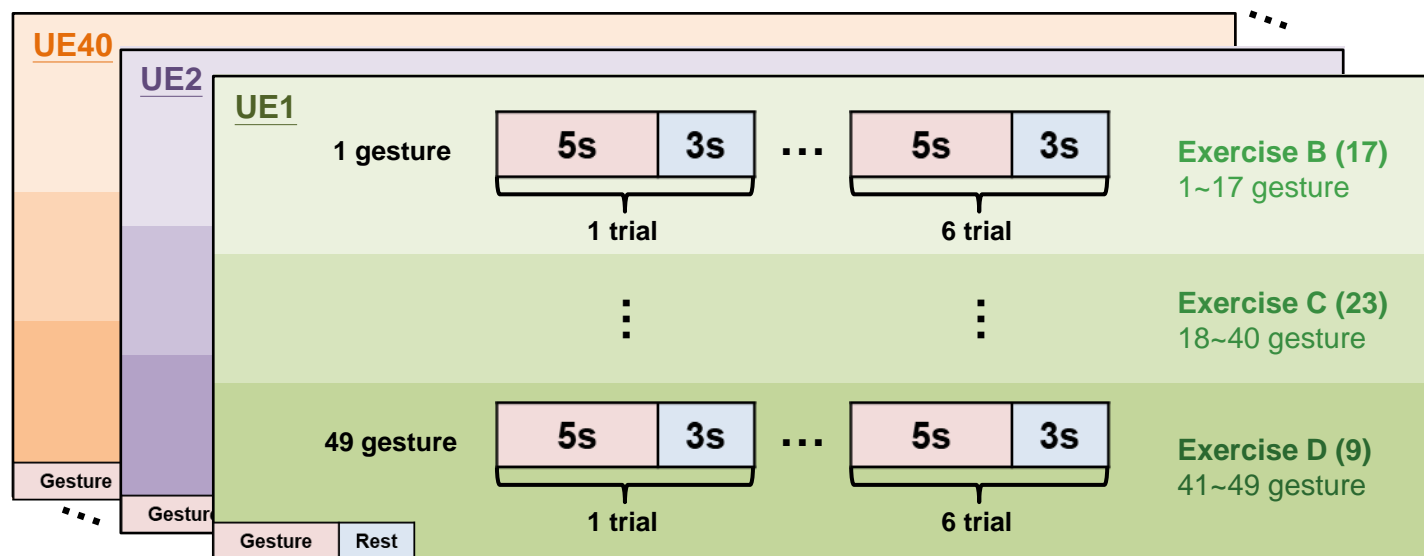 UE40
UE2
UE1
1 gesture
5s 3s ... 5s 3s
1 trial 6 trial
Exercise B (17)
1~17 gesture
Exercise C (23)
18~40 gesture
49 gesture
5s 3s ... 5s 3s
1 trial 6 trial
Exercise D (9)
41~49 gesture
Gesture
Gestur
Gesture Rest